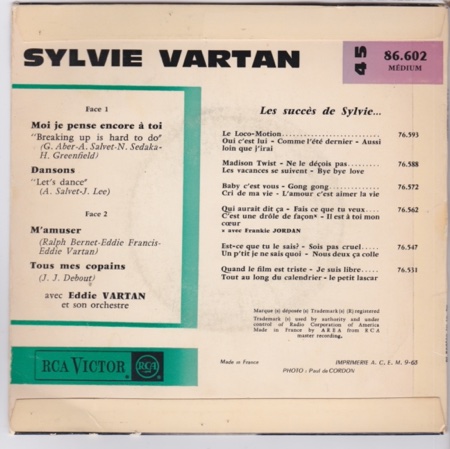 SYLVIE VARTAN
45
86.602
MÉDIUM
Face 1
Moi je pense encore à toi
"Breaking up is hard to do"
(G. Aber-A. Salvet-N. Sedaka-
H. Greenfield)
Dansons
"Let's dance"
(A. Salvet-J. Lee)
Face 2
M'amuser
(Ralph Bernet-Eddie Francis-
Eddie Vartan)
Tous mes copains
(J. J. Debout)
avec Eddie VARTAN
et son orchestre
Les succès de Sylvie...
Le Loco-Motion 76.593
Oui c'est lui - Comme l'été dernier - Aussi
loin que j'irai
Madison Twist - Ne le déçois pas 76.588
Les vacances se suivent - Bye bye love
Baby c'est vous - Gong gong 76.572
Cri de ma vie - L'amour c'est aimer la vie
Qui aurait dit ça - Fais ce que tu veux 76.562
C'est une drôle de façon* - Il est à toi mon
cœur
* avec Frankie JORDAN
Est-ce que tu le sais? - Sois pas cruel 76.547
Un p'tit je ne sais quoi - Nous deux ça colle
Quand le film est triste - Je suis libre 76.531
Tout au long du calendrier - le petit lascar
Marque (s) déposée (s) Trademark (s) (R) registered
Trademark (s) used by authority and under
control of Radio Corporation of America
Made in France by AREA from RCA
master recording.
RCA VICTOR
RCA
Made in France
IMPRIMERIE A. C. E. M. 9-63
PHOTO : Paul de CORDON